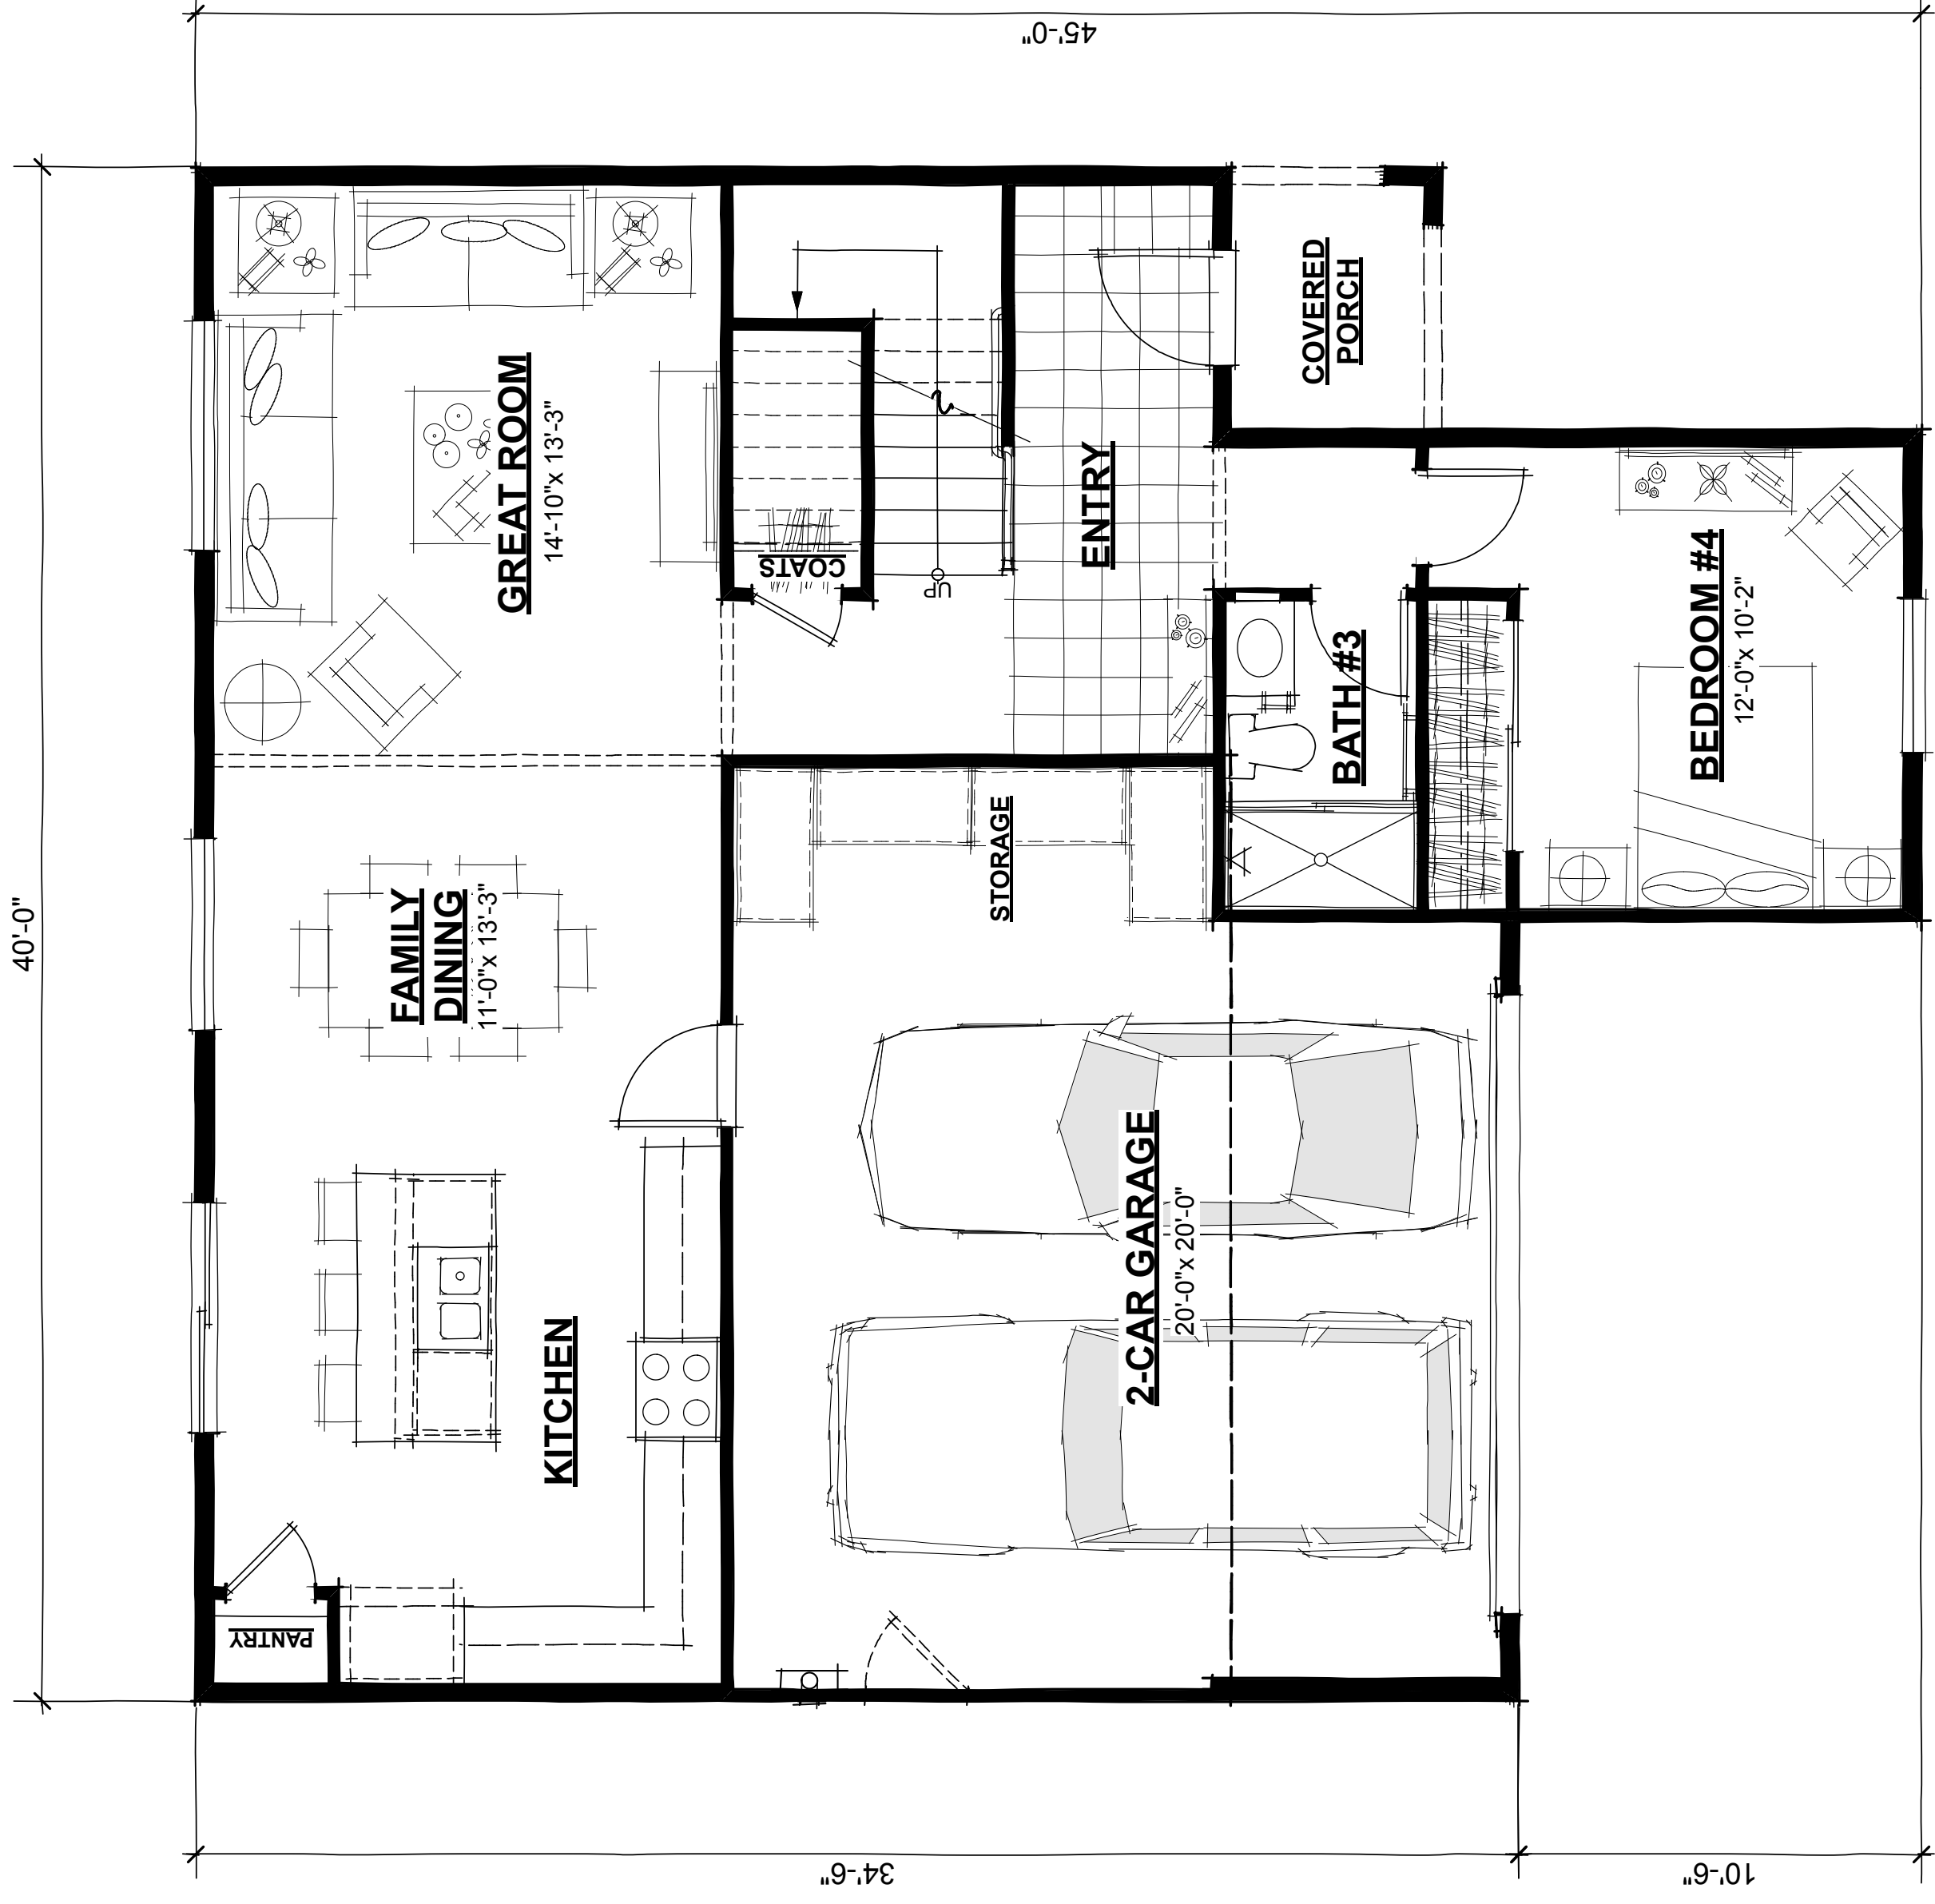 45'-0"
40'-0"
GREAT ROOM
14'-10"x 13'-3"
COATS
UP
ENTRY
COVERED
PORCH
FAMILY
DINING
11'-0"x 13'-3"
STORAGE
BATH #3
BEDROOM #4
12'-0"x 10'-2"
KITCHEN
2-CAR GARAGE
20'-0"x 20'-0"
PANTRY
34'-6"
10'-6"